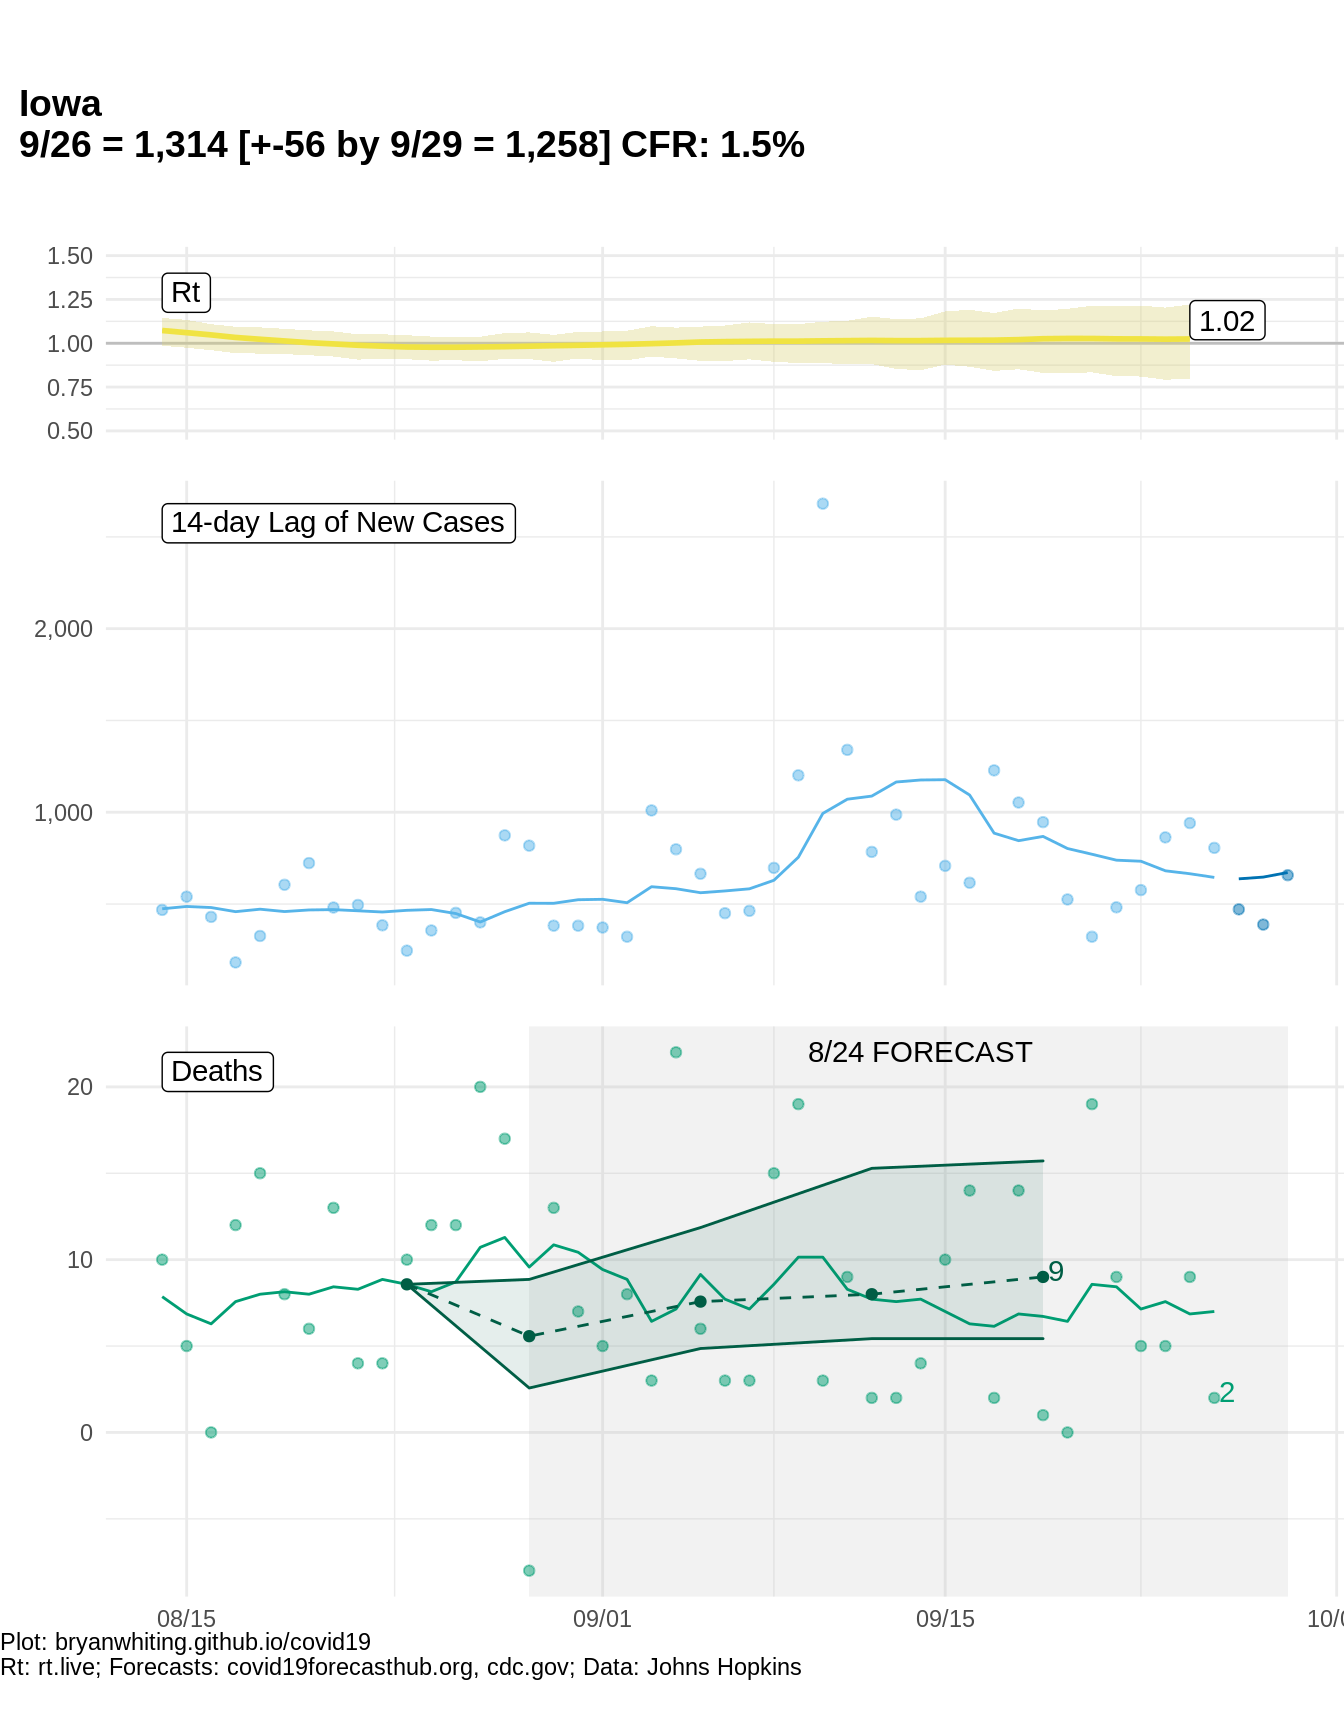 Iowa
9/26 = 1,314 [+-56 by 9/29 = 1,258] CFR: 1.5%
1.50
1.25
1.00
0.75
0.50
Rt
1.02
14-day Lag of New Cases
2,000
1,000
Deaths
8/24 FORECAST
20
10
0
9
2
08/15
09/01
09/15
Plot: bryanwhiting.github.io/covid19
Rt: rt.live; Forecasts: covid19forecasthub.org, cdc.gov; Data: Johns Hopkins